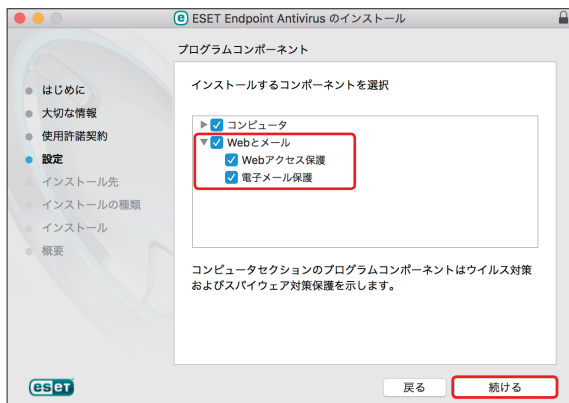 e ESET Endpoint Antivirus のインストール
プログラムコンポーネント
はじめに
大切な情報
使用許諾契約
設定
インストール先
インストールの種類
インストール
概要
インストールするコンポーネントを選択
コンピュータ
Webとメール
Webアクセス保護
電子メール保護
コンピュータセクションのプログラムコンポーネントはウイルス対策
およびスパイウェア対策保護を示します。
eseT
戻る
続ける